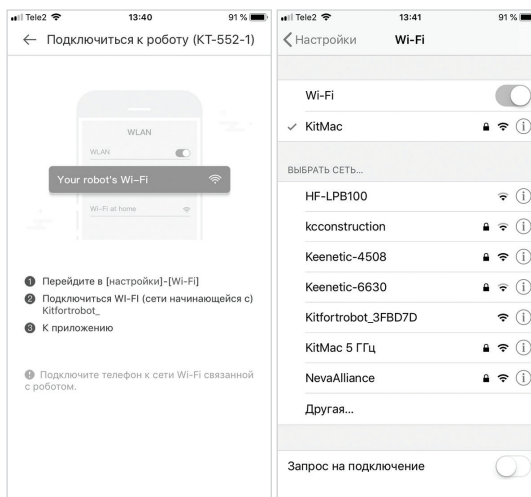 Tele2 13:40 91 %
Подключиться к роботу (КТ-552-1)
WLAN
WLAN
Your robot's Wi-Fi
Wi-Fi at home
1 Перейдите в [настройки]-[Wi-Fi]
2 Подключиться WI-FI (сети начинающейся с)
Kitfortrobot_
3 К приложению
Подключите телефон к сети Wi-Fi связанной
с роботом.
Tele2 13:41 91 %
Настройки Wi-Fi
Wi-Fi
KitMac
ВЫБРАТЬ СЕТЬ...
HF-LPB100
kcconstruction
Keenetic-4508
Keenetic-6630
Kitfortrobot_3FBD7D
KitMac 5 ГГц
NevaAlliance
Другая...
Запрос на подключение